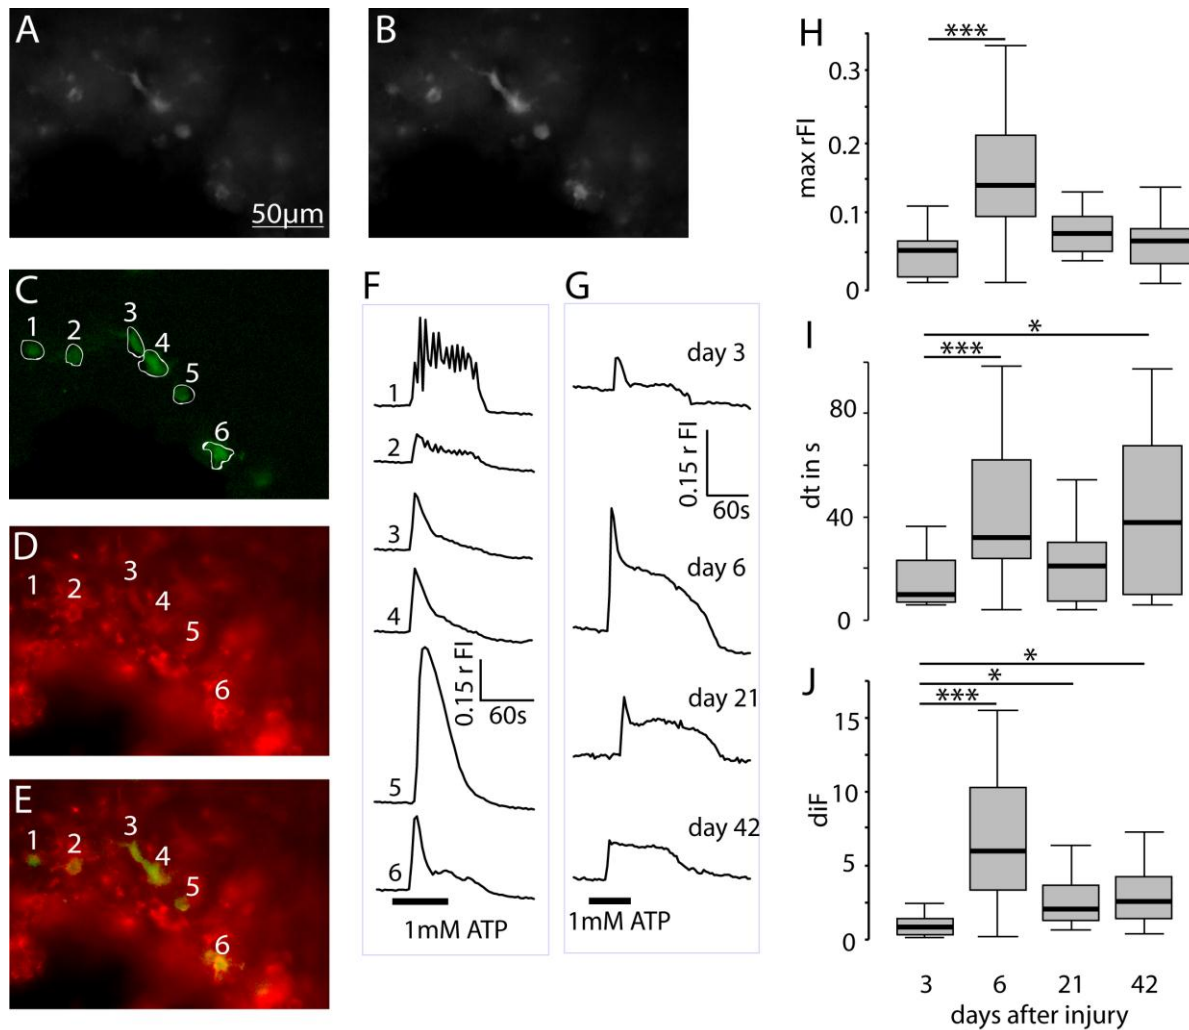 A
50µm
B
C
1
2
3
4
5
6
D
1
2
3
4
5
6
E
1
2
3
4
5
6
F
1
2
3
4
5
6
0.15 r FI
60s
1mM ATP
G
day 3
0.15 r FI
60s
day 6
day 21
day 42
1mM ATP
H
***
max rFI
0.3
0.2
0.1
0
I
*
***
dt in s
80
40
0
J
*
*
***
diF
15
10
5
0
3 6 21 42
days after injury